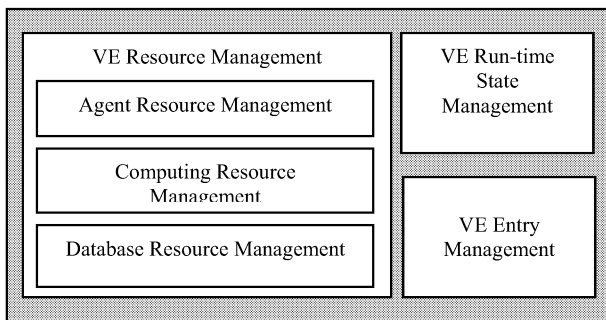 VE Resource Management
Agent Resource Management
Computing Resource
Management
Database Resource Management
VE Run-time
State
Management
VE Entry
Management